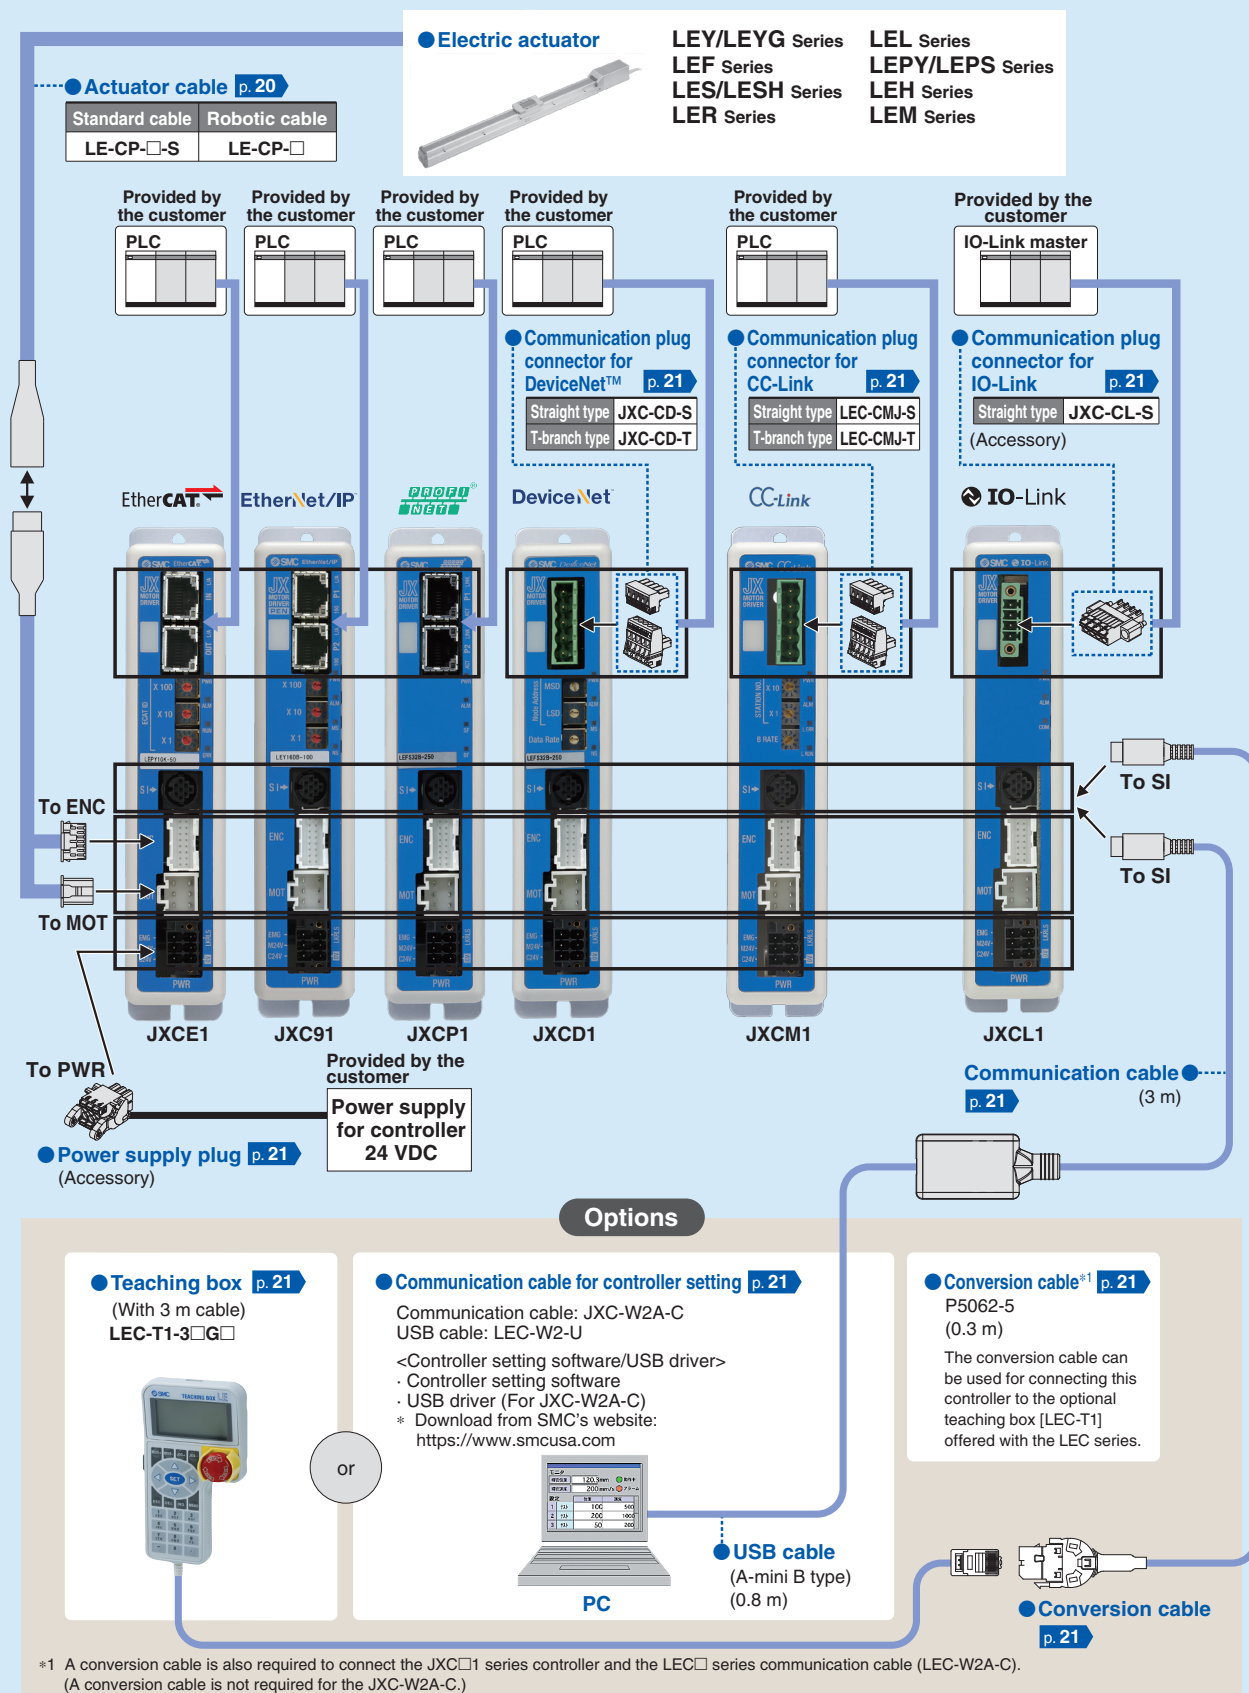 Electric actuator
LEY/LEYG Series
LEF Series
LES/LESH Series
LER Series
LEL Series
LEPY/LEPS Series
LEH Series
LEM Series
Actuator cable p. 20
Standard cable Robotic cable
LE-CP-□-S LE-CP-□
Provided by the customer
PLC
Provided by the customer
PLC
Provided by the customer
PLC
Provided by the customer
PLC
Provided by the customer
PLC
Provided by the customer
IO-Link master
Communication plug
connector for
DeviceNet™ p. 21
Straight type JXC-CD-S
T-branch type JXC-CD-T
Communication plug
connector for
CC-Link p. 21
Straight type LEC-CMJ-S
T-branch type LEC-CMJ-T
Communication plug
connector for
IO-Link p. 21
Straight type JXC-CL-S
(Accessory)
EtherCAT
EtherNet/IP
PROFI NET
DeviceNet
CC-Link
IO-Link
To ENC
To MOT
To SI
To SI
JXCE1
JXC91
JXCP1
JXCD1
JXCM1
JXCL1
To PWR
Provided by the
customer
Power supply
for controller
24 VDC
Power supply plug p. 21
(Accessory)
Communication cable
p. 21
(3 m)
Options
Teaching box p. 21
(With 3 m cable)
LEC-T1-3□G□
or
Communication cable for controller setting p. 21
Communication cable: JXC-W2A-C
USB cable: LEC-W2-U
<Controller setting software/USB driver>
· Controller setting software
· USB driver (For JXC-W2A-C)
∗ Download from SMC's website:
https://www.smcusa.com
PC
USB cable
(A-mini B type)
(0.8 m)
Conversion cable*1 p. 21
P5062-5
(0.3 m)
The conversion cable can
be used for connecting this
controller to the optional
teaching box [LEC-T1]
offered with the LEC series.
Conversion cable
p. 21
*1 A conversion cable is also required to connect the JXC□1 series controller and the LEC□ series communication cable (LEC-W2A-C).
(A conversion cable is not required for the JXC-W2A-C.)